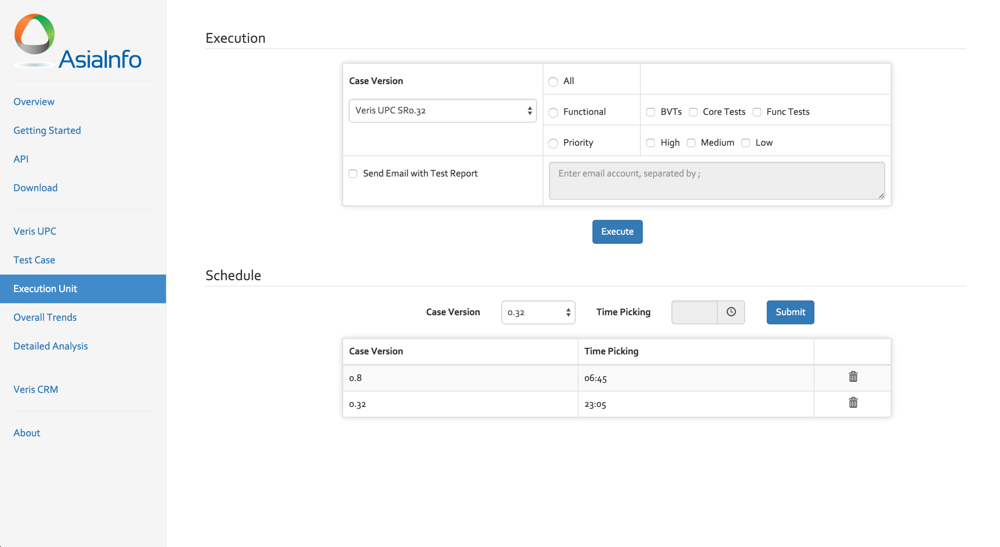 AsiaInfo
Overview
Getting Started
API
Download
Veris UPC
Test Case
Execution Unit
Overall Trends
Detailed Analysis
Veris CRM
About
Execution
Case Version
Veris UPC SR0.32
All
Functional
BVTs Core Tests Func Tests
Priority
High Medium Low
Send Email with Test Report
Enter email account, separated by ;
Execute
Schedule
Case Version 0.32 Time Picking Submit
Case Version Time Picking
0.8 06:45
0.32 23:05